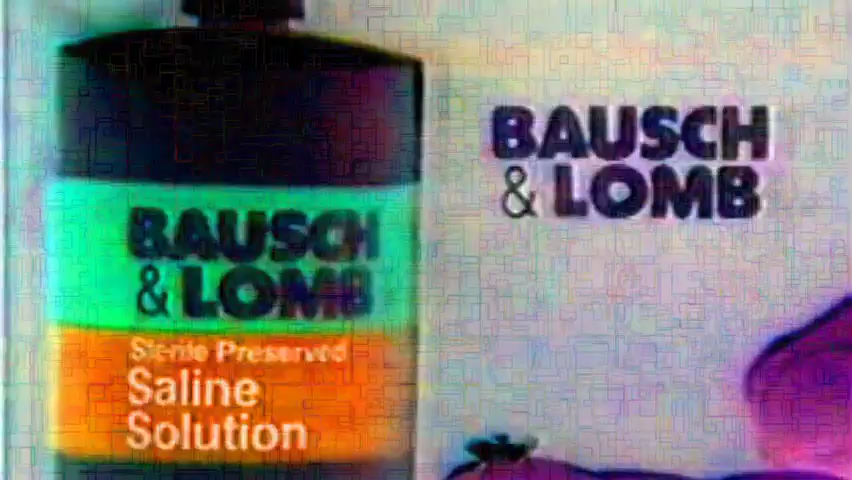 BAUSCH
& LOMB
Sterile Preserved
Saline
Solution
BAUSCH
& LOMB